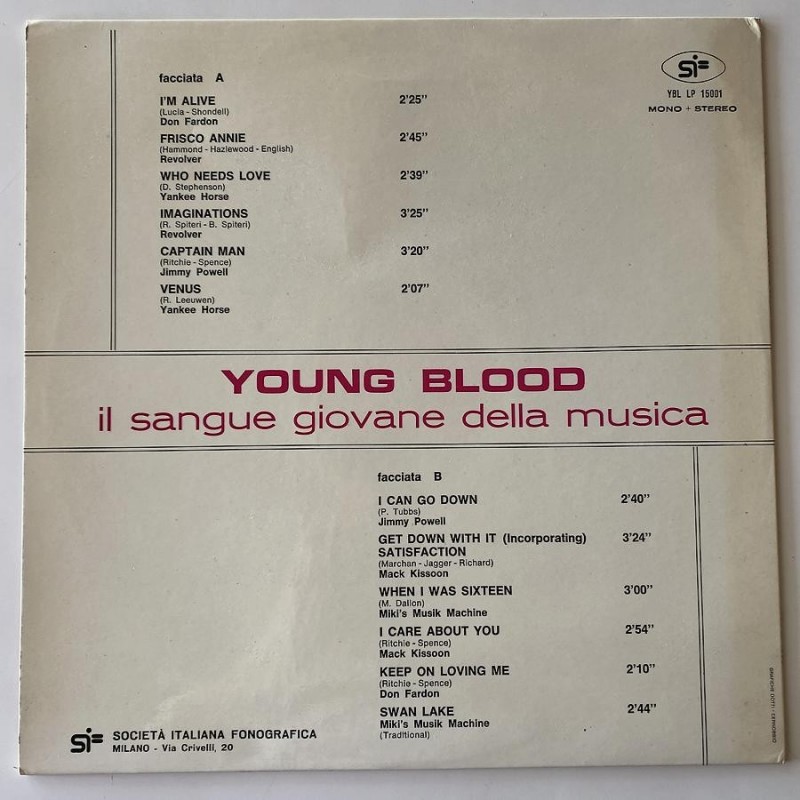 facciata A
I'M ALIVE 2'25"
(Lucia - Shondell)
Don Fardon
FRISCO ANNIE 2'45"
(Hammond - Hazlewood - English)
Revolver
WHO NEEDS LOVE 2'39"
(D. Stephenson)
Yankee Horse
IMAGINATIONS 3'25"
(R. Spiteri - B. Spiteri)
Revolver
CAPTAIN MAN 3'20"
(Ritchie - Spence)
Jimmy Powell
VENUS 2'07"
(R. Leeuwen)
Yankee Horse
SIF
YBL LP 15001
MONO + STEREO
YOUNG BLOOD
il sangue giovane della musica
facciata B
I CAN GO DOWN 2'40"
(P. Tubbs)
Jimmy Powell
GET DOWN WITH IT (Incorporating) 3'24"
SATISFACTION
(Marchan - Jagger - Richard)
Mack Kissoon
WHEN I WAS SIXTEEN 3'00"
(M. Dallon)
Miki's Musik Machine
I CARE ABOUT YOU 2'54"
(Ritchie - Spence)
Mack Kissoon
KEEP ON LOVING ME 2'10"
(Ritchie - Spence)
Don Fardon
SWAN LAKE 2'44"
Miki's Musik Machine
(Traditional)
SIF SOCIETÀ ITALIANA FONOGRAFICA
MILANO - Via Crivelli, 20